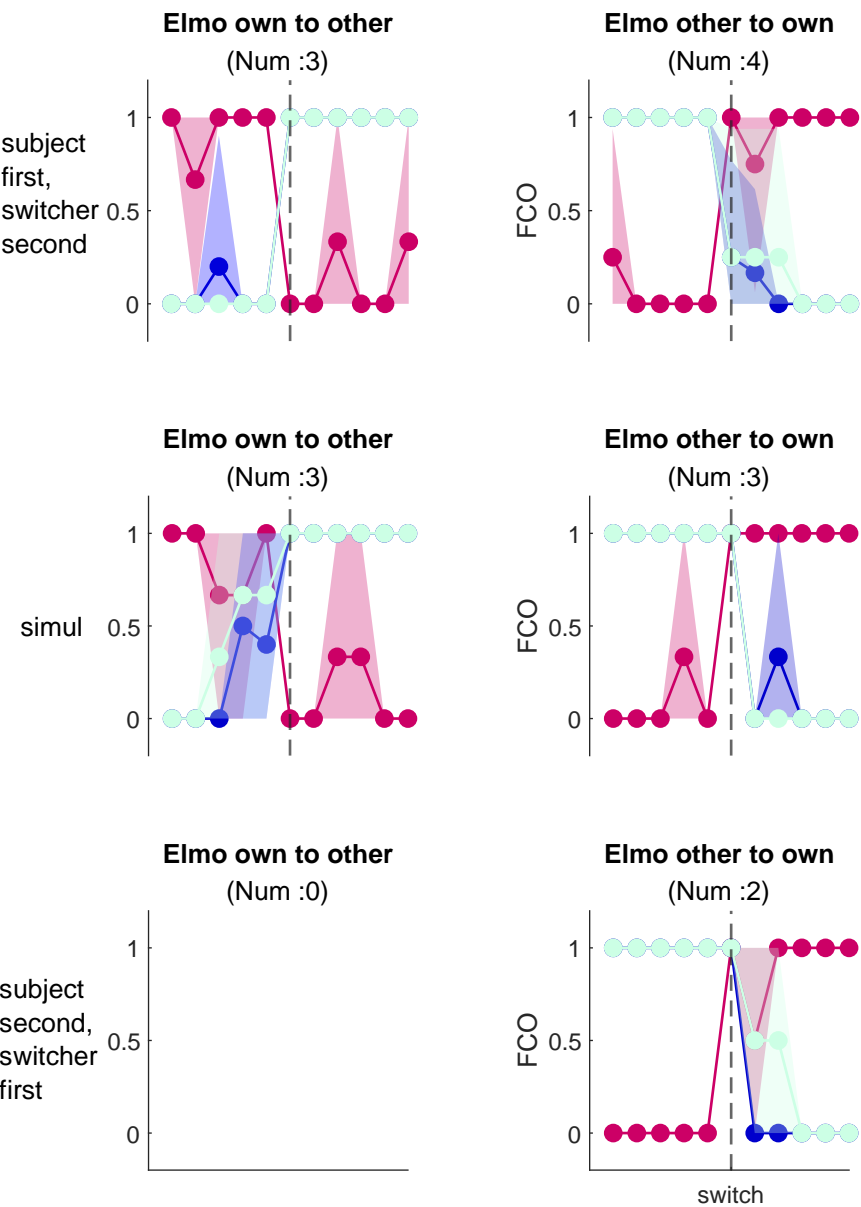 Elmo own to other
(Num :3)
Elmo other to own
(Num :4)
subject
first,
switcher
second
1
0.5
0
FCO
1
0.5
0
Elmo own to other
(Num :3)
Elmo other to own
(Num :3)
simul
1
0.5
0
FCO
1
0.5
0
Elmo own to other
(Num :0)
Elmo other to own
(Num :2)
subject
second,
switcher
first
1
0.5
0
FCO
1
0.5
0
switch